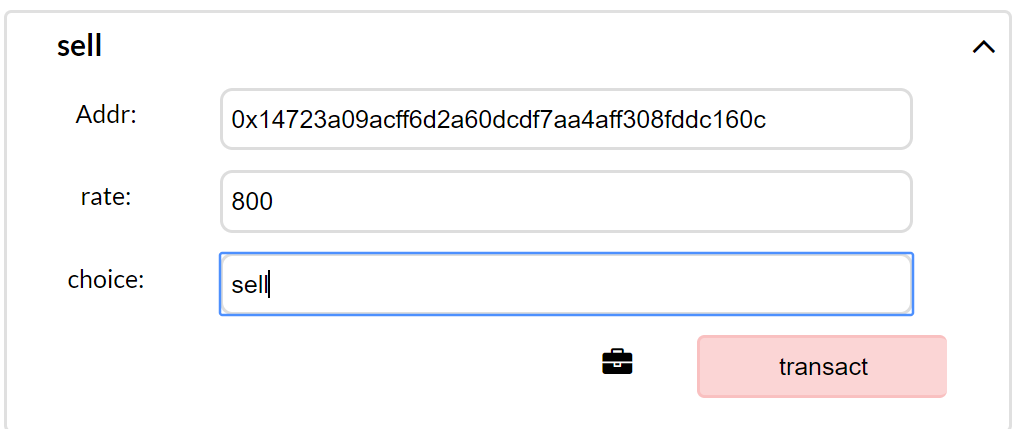 sell
Addr: 0x14723a09acff6d2a60dcdf7aa4aff308fddc160c
rate: 800
choice: sell
transact